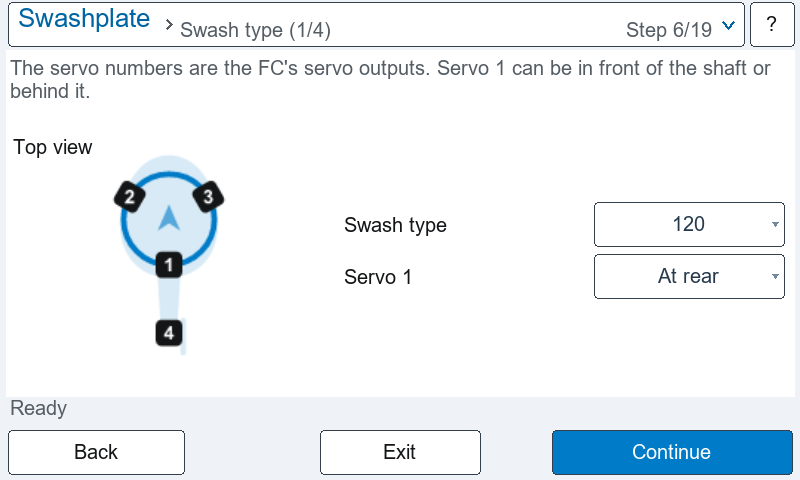 Swashplate › Swash type (1/4) Step 6/19 ?
The servo numbers are the FC's servo outputs. Servo 1 can be in front of the shaft or
behind it.
Top view
2 3
1
4
Swash type 120
Servo 1 At rear
Ready
Back Exit Continue